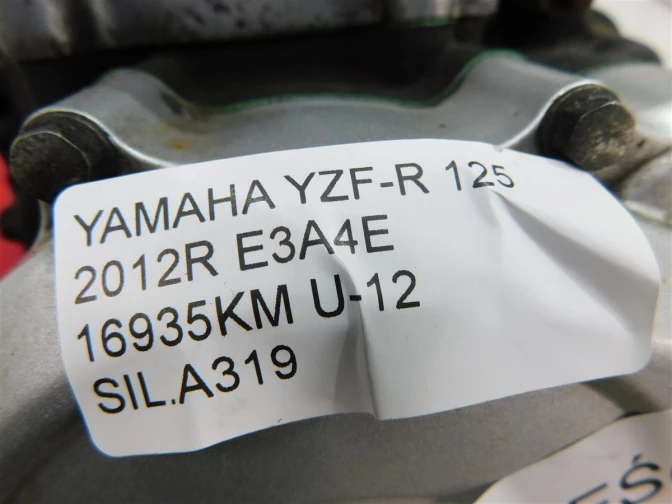 YAMAHA YZF-R 125
2012R E3A4E
16935KM U-12
SIL.A319